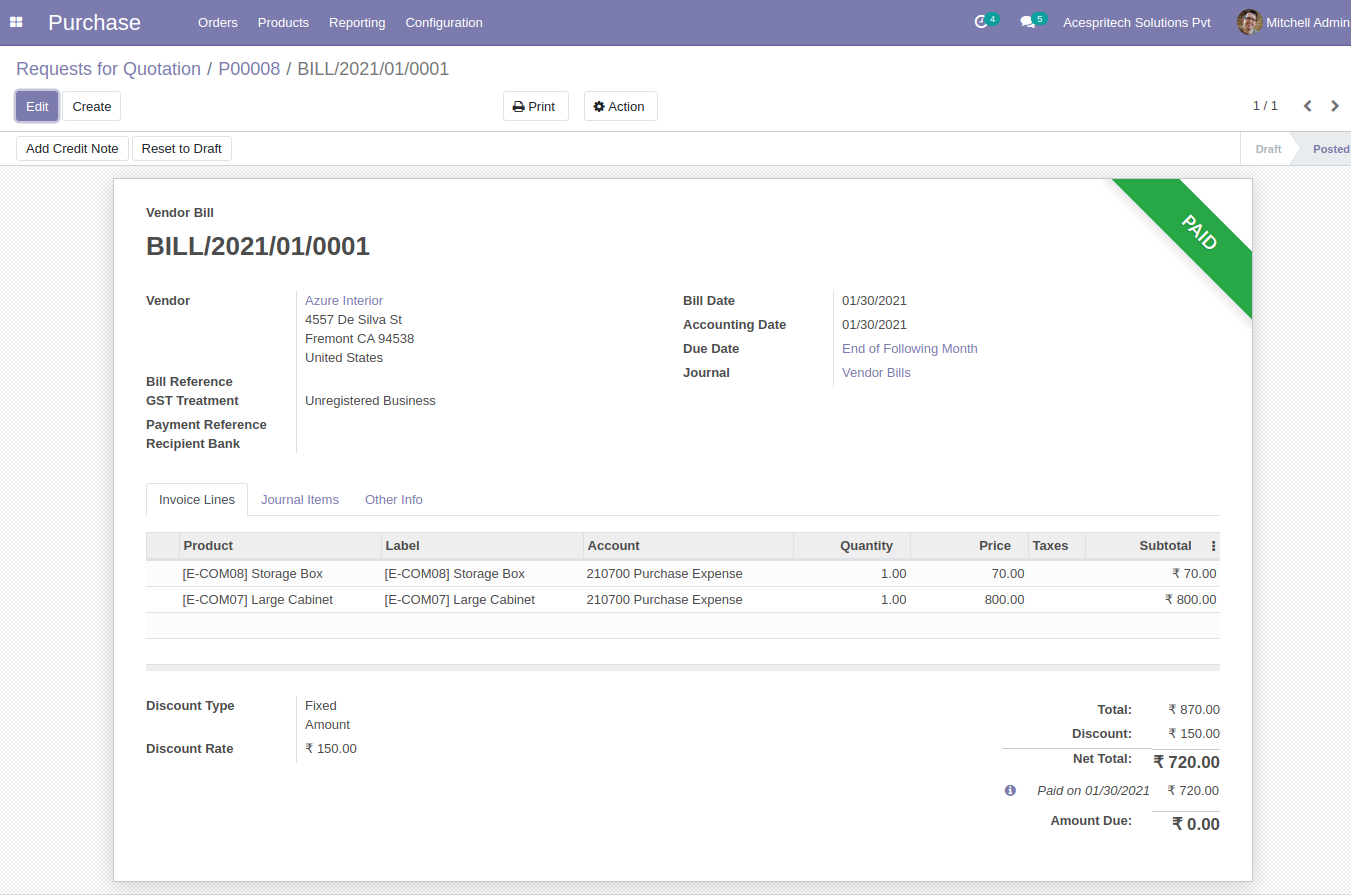 Purchase Orders Products Reporting Configuration 4 5 Acespritech Solutions Pvt Mitchell Admin
Requests for Quotation / P00008 / BILL/2021/01/0001
Edit Create Print Action 1 / 1
Add Credit Note Reset to Draft Draft Posted
PAID
Vendor Bill
BILL/2021/01/0001
Vendor Azure Interior Bill Date 01/30/2021
4557 De Silva St
Accounting Date 01/30/2021
Fremont CA 94538
Due Date End of Following Month
United States
Journal Vendor Bills
Bill Reference
GST Treatment Unregistered Business
Payment Reference
Recipient Bank
Invoice Lines Journal Items Other Info
Product Label Account Quantity Price Taxes Subtotal
[E-COM08] Storage Box [E-COM08] Storage Box 210700 Purchase Expense 1.00 70.00 ₹ 70.00
[E-COM07] Large Cabinet [E-COM07] Large Cabinet 210700 Purchase Expense 1.00 800.00 ₹ 800.00
Discount Type Fixed Amount
Discount Rate ₹ 150.00
Total: ₹ 870.00
Discount: ₹ 150.00
Net Total: ₹ 720.00
Paid on 01/30/2021 ₹ 720.00
Amount Due: ₹ 0.00